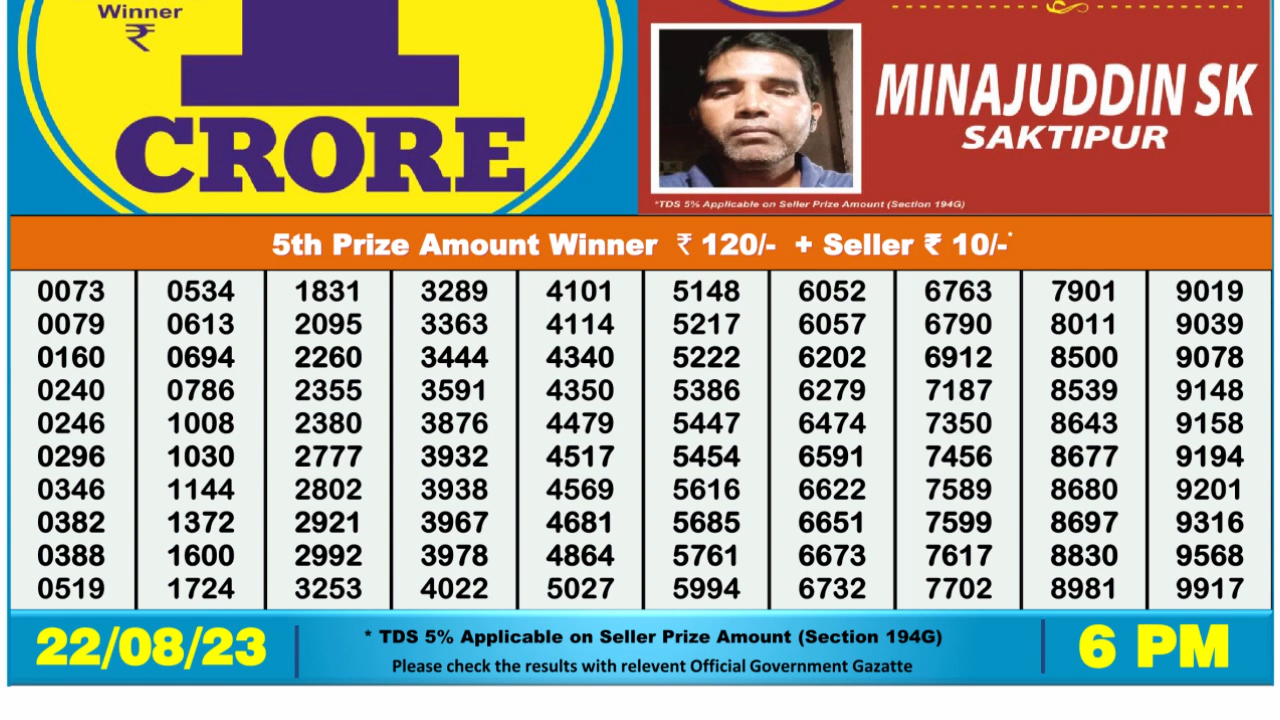 Winner
₹
1
CRORE
MINAJUDDIN SK
SAKTIPUR
*TDS 5% Applicable on Seller Prize Amount (Section 194G)
5th Prize Amount Winner ₹ 120/- + Seller ₹ 10/-*
0073 0534 1831 3289 4101 5148 6052 6763 7901 9019
0079 0613 2095 3363 4114 5217 6057 6790 8011 9039
0160 0694 2260 3444 4340 5222 6202 6912 8500 9078
0240 0786 2355 3591 4350 5386 6279 7187 8539 9148
0246 1008 2380 3876 4479 5447 6474 7350 8643 9158
0296 1030 2777 3932 4517 5454 6591 7456 8677 9194
0346 1144 2802 3938 4569 5616 6622 7589 8680 9201
0382 1372 2921 3967 4681 5685 6651 7599 8697 9316
0388 1600 2992 3978 4864 5761 6673 7617 8830 9568
0519 1724 3253 4022 5027 5994 6732 7702 8981 9917
22/08/23
* TDS 5% Applicable on Seller Prize Amount (Section 194G)
Please check the results with relevent Official Government Gazatte
6 PM